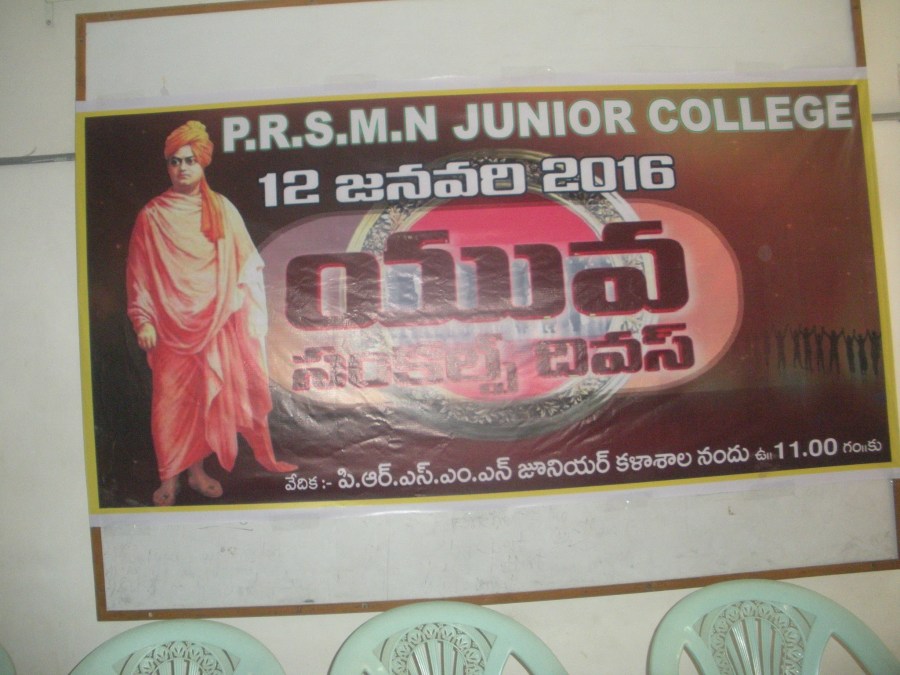 P.R.S.M.N JUNIOR COLLEGE
12 జనవరి 2016
యువ
సంకల్ప దివస్
వేదిక :- పి.ఆర్.ఎస్.ఎం.ఎన్ జూనియర్ కళాశాల నందు ఉ॥ 11.00 గం॥కు